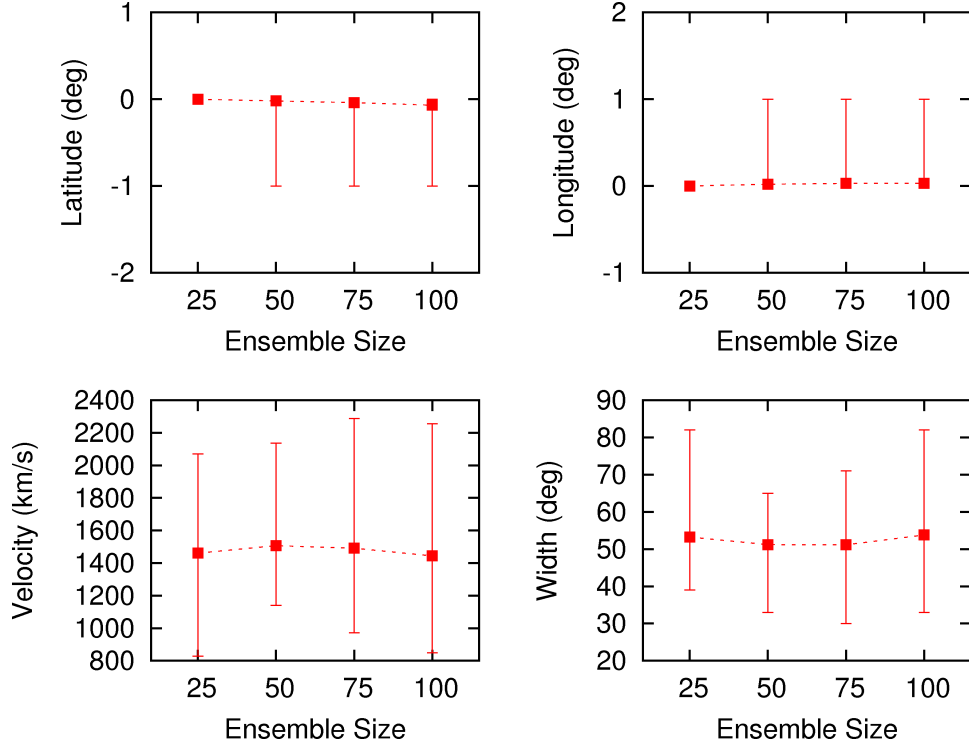 Latitude (deg)
1
0
-1
-2
25 50 75 100
Ensemble Size
Longitude (deg)
2
1
0
-1
25 50 75 100
Ensemble Size
Velocity (km/s)
2400
2200
2000
1800
1600
1400
1200
1000
800
25 50 75 100
Ensemble Size
Width (deg)
90
80
70
60
50
40
30
20
25 50 75 100
Ensemble Size